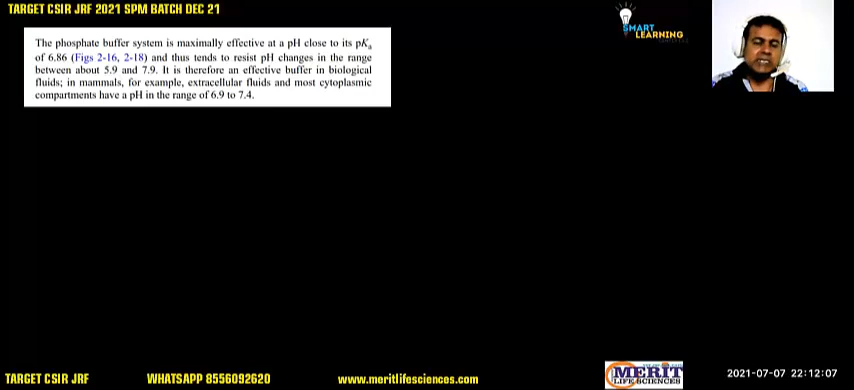 TARGET CSIR JRF 2021 SPM BATCH DEC 21
SMART
LEARNING
The phosphate buffer system is maximally effective at a pH close to its pKa
of 6.86 (Figs 2-16, 2-18) and thus tends to resist pH changes in the range
between about 5.9 and 7.9. It is therefore an effective buffer in biological
fluids; in mammals, for example, extracellular fluids and most cytoplasmic
compartments have a pH in the range of 6.9 to 7.4.
TARGET CSIR JRF
WHATSAPP 8556092620
www.meritlifesciences.com
MERIT
LIFE SCIENCES
2021-07-07 22:12:07